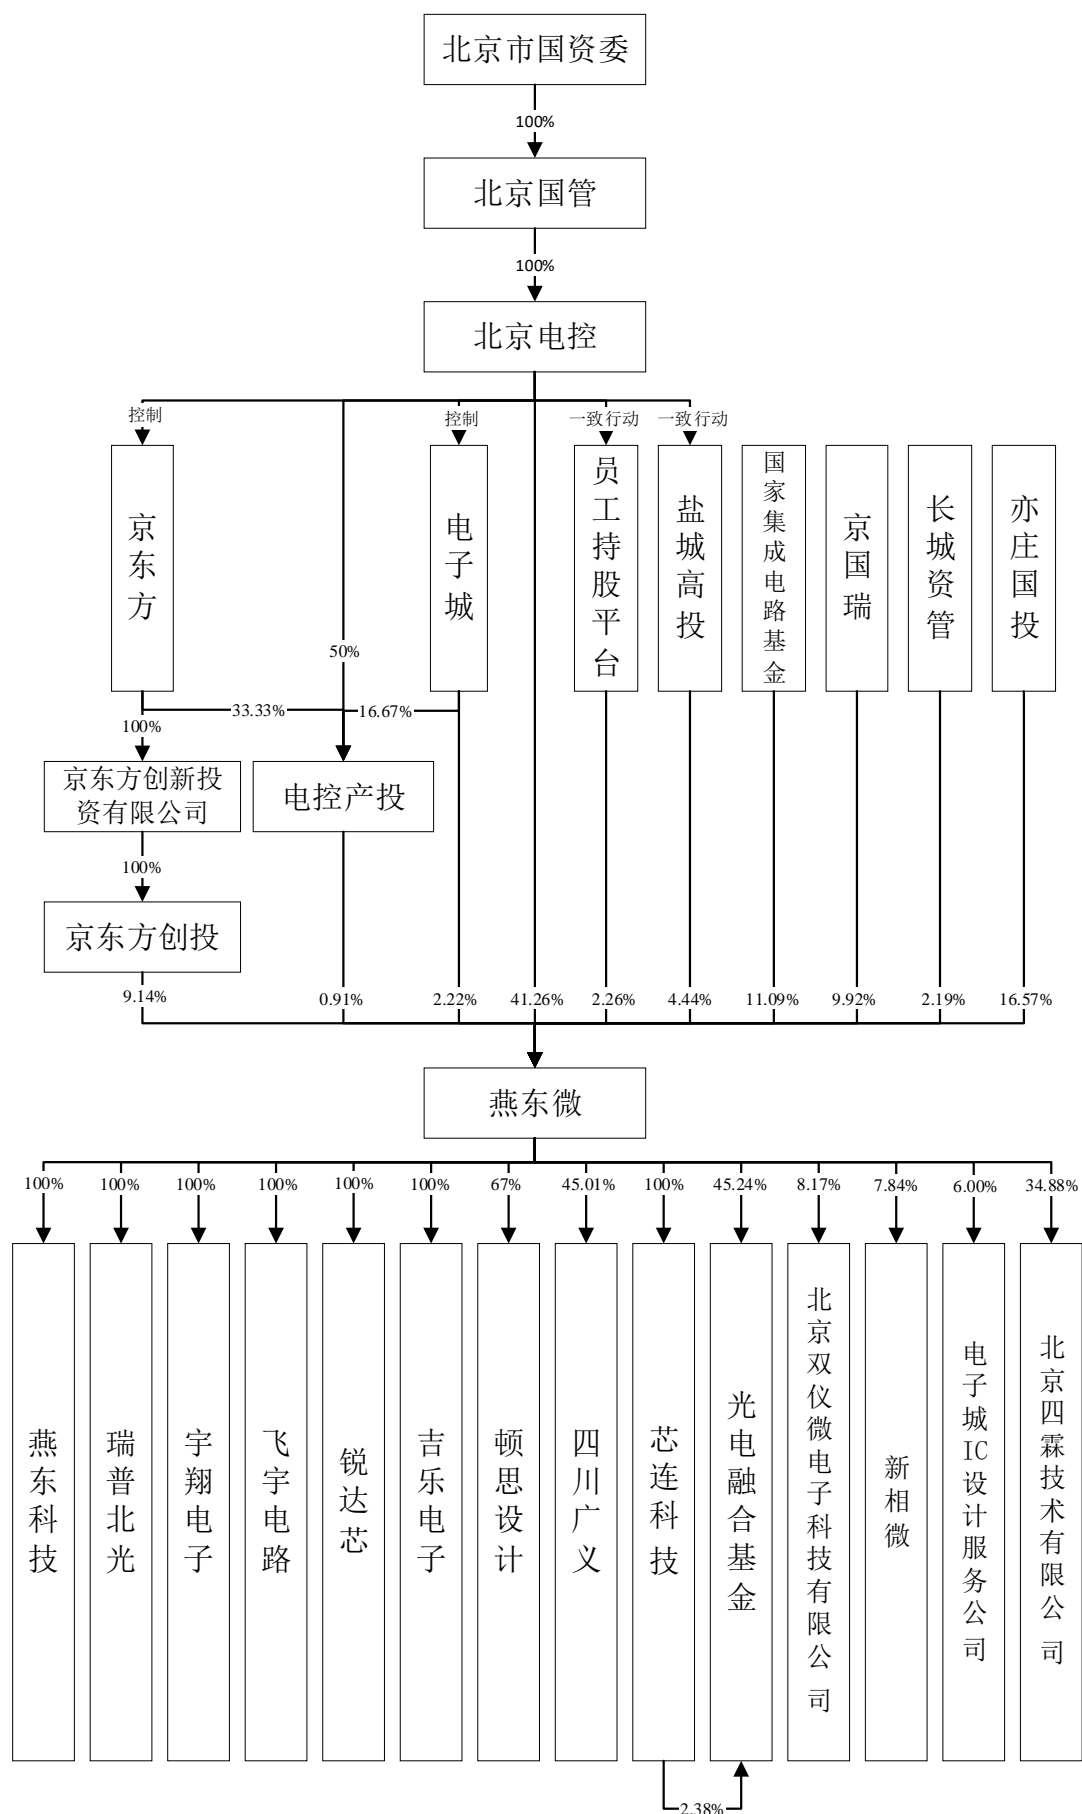 北京市国资委
100%
北京国管
100%
北京电控
控制
控制
一致行动
一致行动
京东方
电子城
员工持股平台
盐城高投
国家集成电路基金
京国瑞
长城资管
亦庄国投
50%
33.33%
16.67%
100%
京东方创新投
资有限公司
电控产投
100%
京东方创投
9.14%
0.91%
2.22%
41.26%
2.26%
4.44%
11.09%
9.92%
2.19%
16.57%
燕东微
100%
100%
100%
100%
100%
100%
67%
45.01%
100%
45.24%
8.17%
7.84%
6.00%
34.88%
燕东科技
瑞普北光
宇翔电子
飞宇电路
锐达芯
吉乐电子
顿思设计
四川广义
芯连科技
光电融合基金
北京双仪微电子科技有限公司
新相微
电子城IC设计服务公司
北京四霖技术有限公司
2.38%